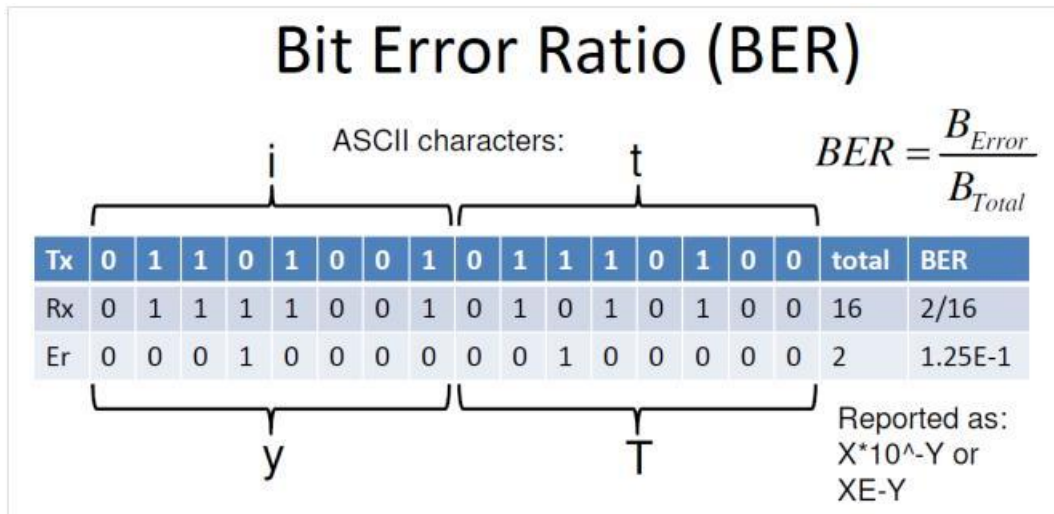 Bit Error Ratio (BER)
ASCII characters:
i t
BER = B_Error / B_Total
Tx 0 1 1 0 1 0 0 1 0 1 1 1 0 1 0 0 total BER
Rx 0 1 1 1 1 0 0 1 0 1 0 1 0 1 0 0 16 2/16
Er 0 0 0 1 0 0 0 0 0 0 1 0 0 0 0 0 2 1.25E-1
y T
Reported as:
X*10^-Y or
XE-Y